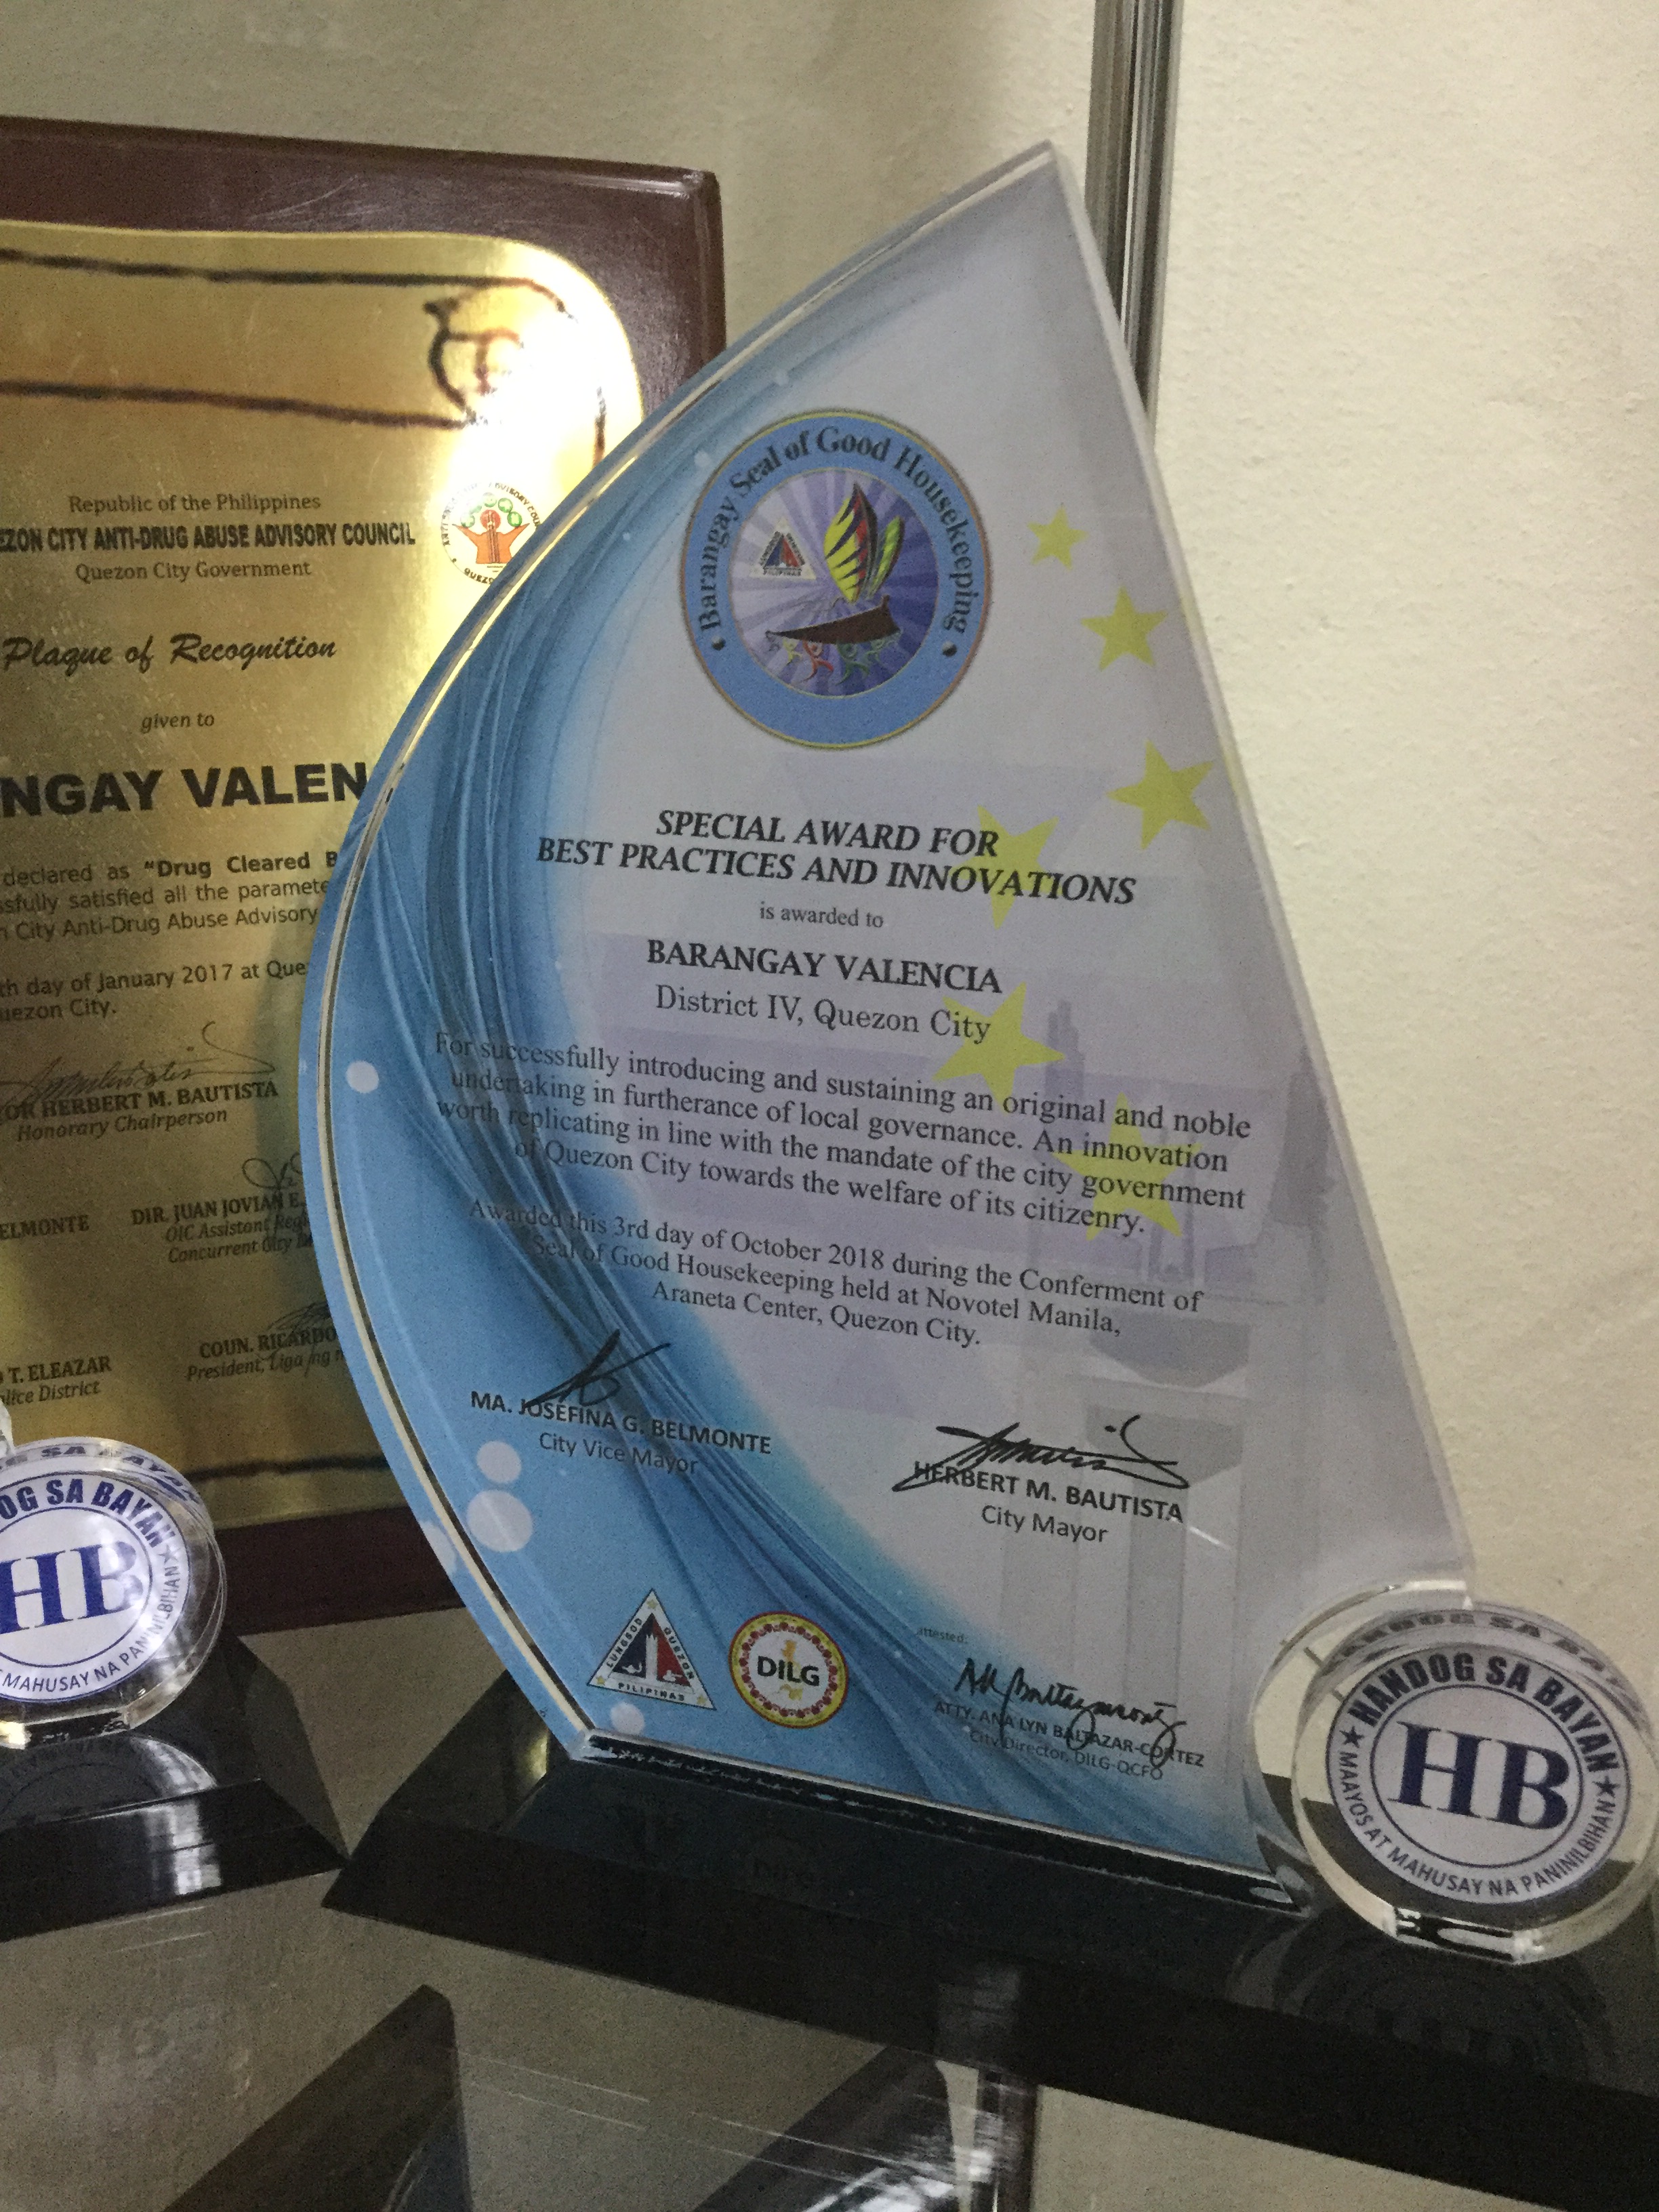 Republic of the Philippines
CITY ANTI-DRUG ABUSE ADVISORY COUNCIL
Quezon City Government
Plaque of Recognition
given to
declared as "Drug Cleared
all the
City Anti-Drug Abuse Advisory
day of January 2017 at
City.
HERBERT M. BAUTISTA
Honorary Chairperson
DIR. JUAN JOVIAN E.
OIC Assistant
Concurrent City
COUN. RICARDO
President, Liga ng
T. ELEAZAR
District
Barangay Seal of Good Housekeeping
SPECIAL AWARD FOR
BEST PRACTICES AND INNOVATIONS
is awarded to
BARANGAY VALENCIA
District IV, Quezon City
For successfully introducing and sustaining an original and noble
undertaking in furtherance of local governance. An innovation
worth replicating in line with the mandate of the city government
of Quezon City towards the welfare of its citizenry.
Awarded this 3rd day of October 2018 during the Conferment of
Seal of Good Housekeeping held at Novotel Manila,
Araneta Center, Quezon City.
MA. JOSEFINA G. BELMONTE
City Vice Mayor
HERBERT M. BAUTISTA
City Mayor
LUNGSOD QUEZON
PILIPINAS
DILG
attested:
ATTY. ANA LYN BALTAZAR-CORTEZ
City Director, DILG-QCFO
SA BAYAN
HB
MAHUSAY NA PANINILBIHAN
HANDOG SA BAYAN
HB
MAAYOS AT MAHUSAY NA PANINILBIHAN